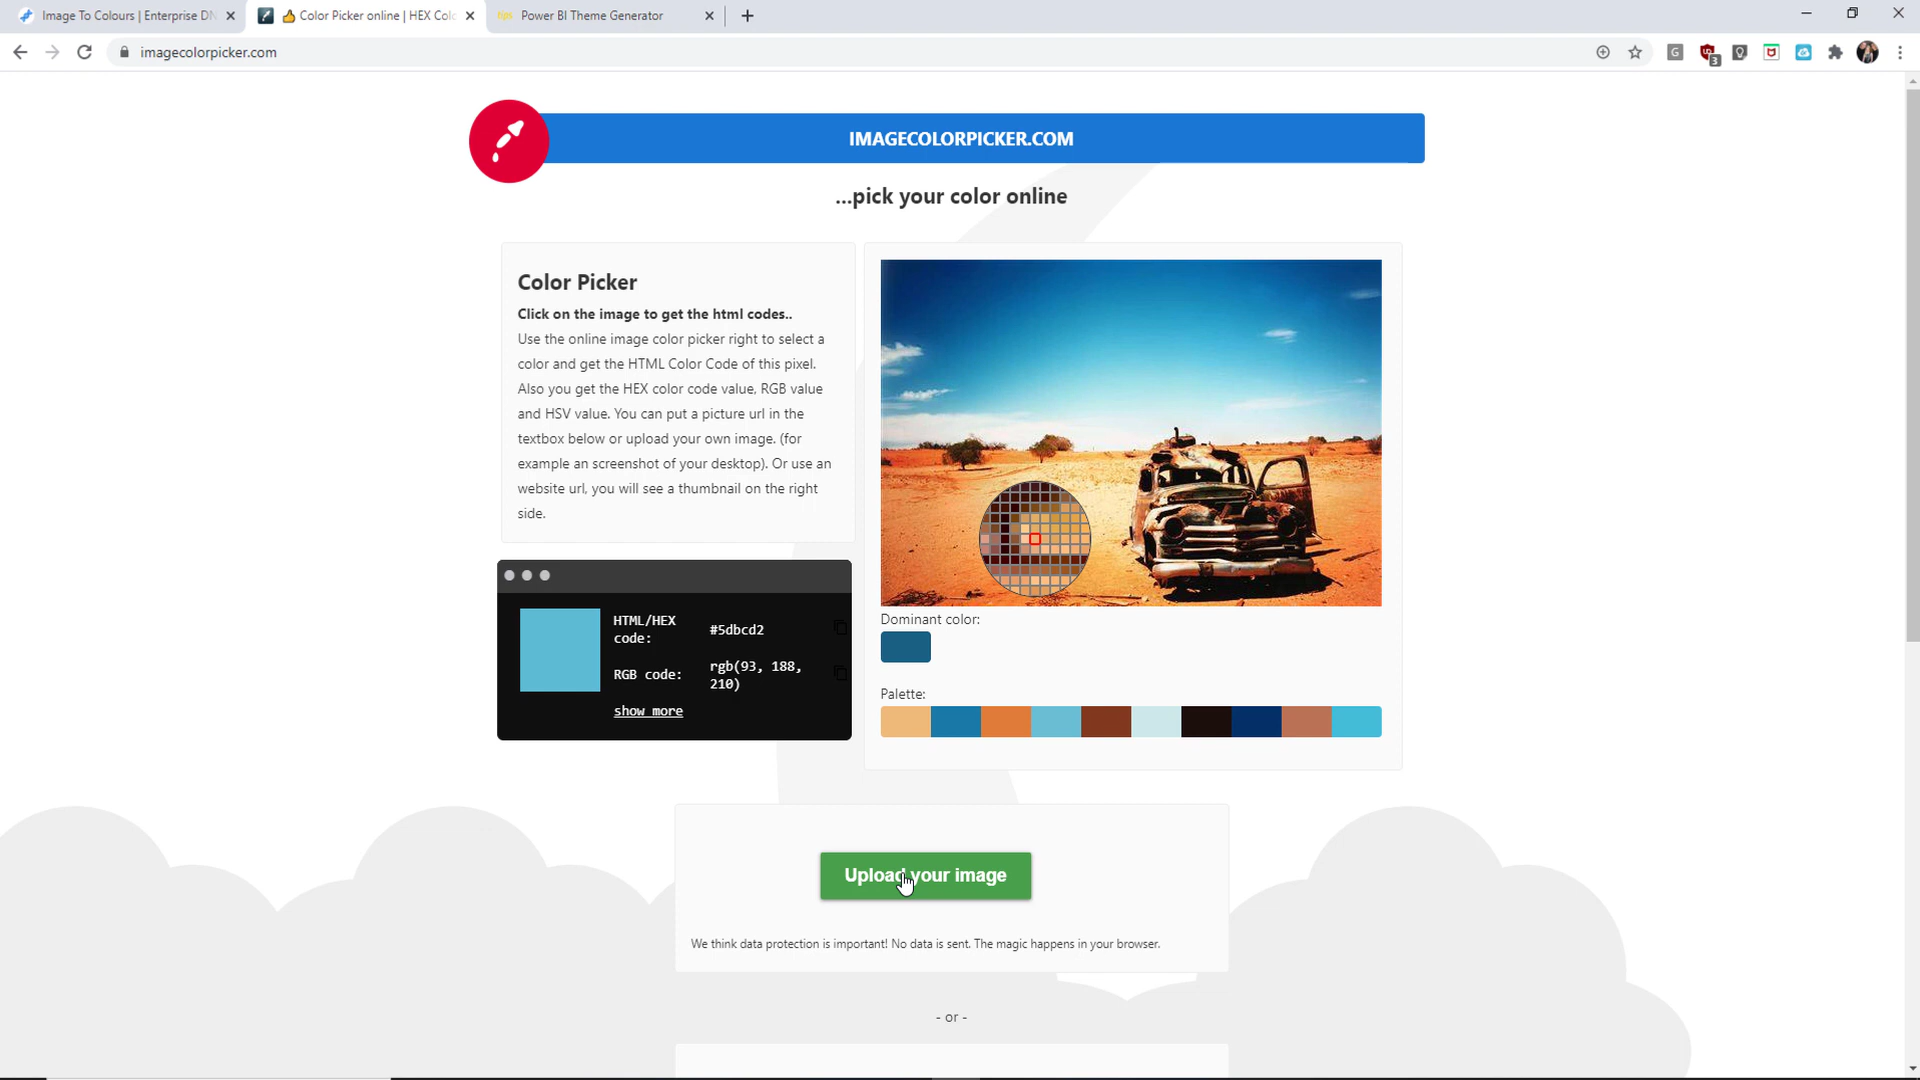 Image To Colours | Enterprise DN
👍 Color Picker online | HEX Colo
tips
Power BI Theme Generator
imagecolorpicker.com
G
3
IMAGECOLORPICKER.COM
...pick your color online
Color Picker
Click on the image to get the html codes..
Use the online image color picker right to select a
color and get the HTML Color Code of this pixel.
Also you get the HEX color code value, RGB value
and HSV value. You can put a picture url in the
textbox below or upload your own image. (for
example an screenshot of your desktop). Or use an
website url, you will see a thumbnail on the right
side.
HTML/HEX
code:
#5dbcd2
RGB code:
rgb(93, 188,
210)
show more
Dominant color:
Palette:
Upload your image
We think data protection is important! No data is sent. The magic happens in your browser.
- or -